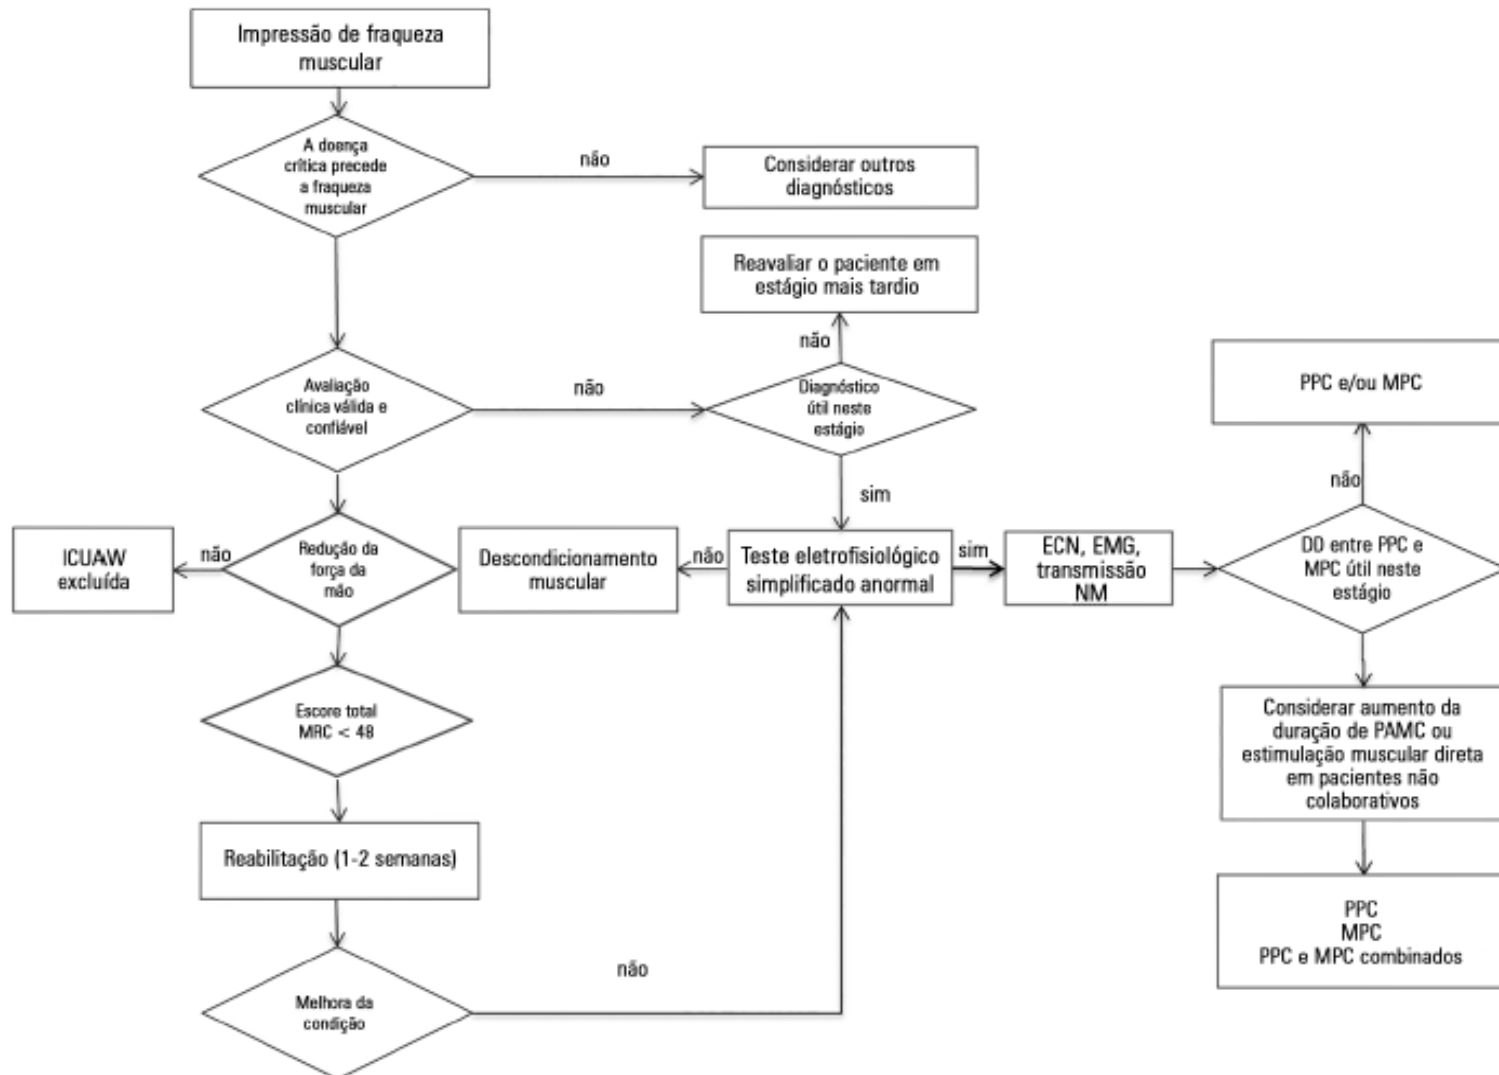 Impressão de fraqueza
muscular
A doença
crítica precede
a fraqueza
muscular
não
Considerar outros
diagnósticos
Reavaliar o paciente em
estágio mais tardio
não
Avaliação
clínica válida e
confiável
não
Diagnóstico
útil neste
estágio
sim
PPC e/ou MPC
não
ICUAW
excluída
não
Redução da
força da
mão
Descondicionamento
muscular
não
Teste eletrofisiológico
simplificado anormal
sim
ECN, EMG,
transmissão
NM
DD entre PPC e
MPC útil neste
estágio
Escore total
MRC < 48
Considerar aumento da
duração de PAMC ou
estimulação muscular direta
em pacientes não
colaborativos
Reabilitação (1-2 semanas)
PPC
MPC
PPC e MPC combinados
Melhora da
condição
não